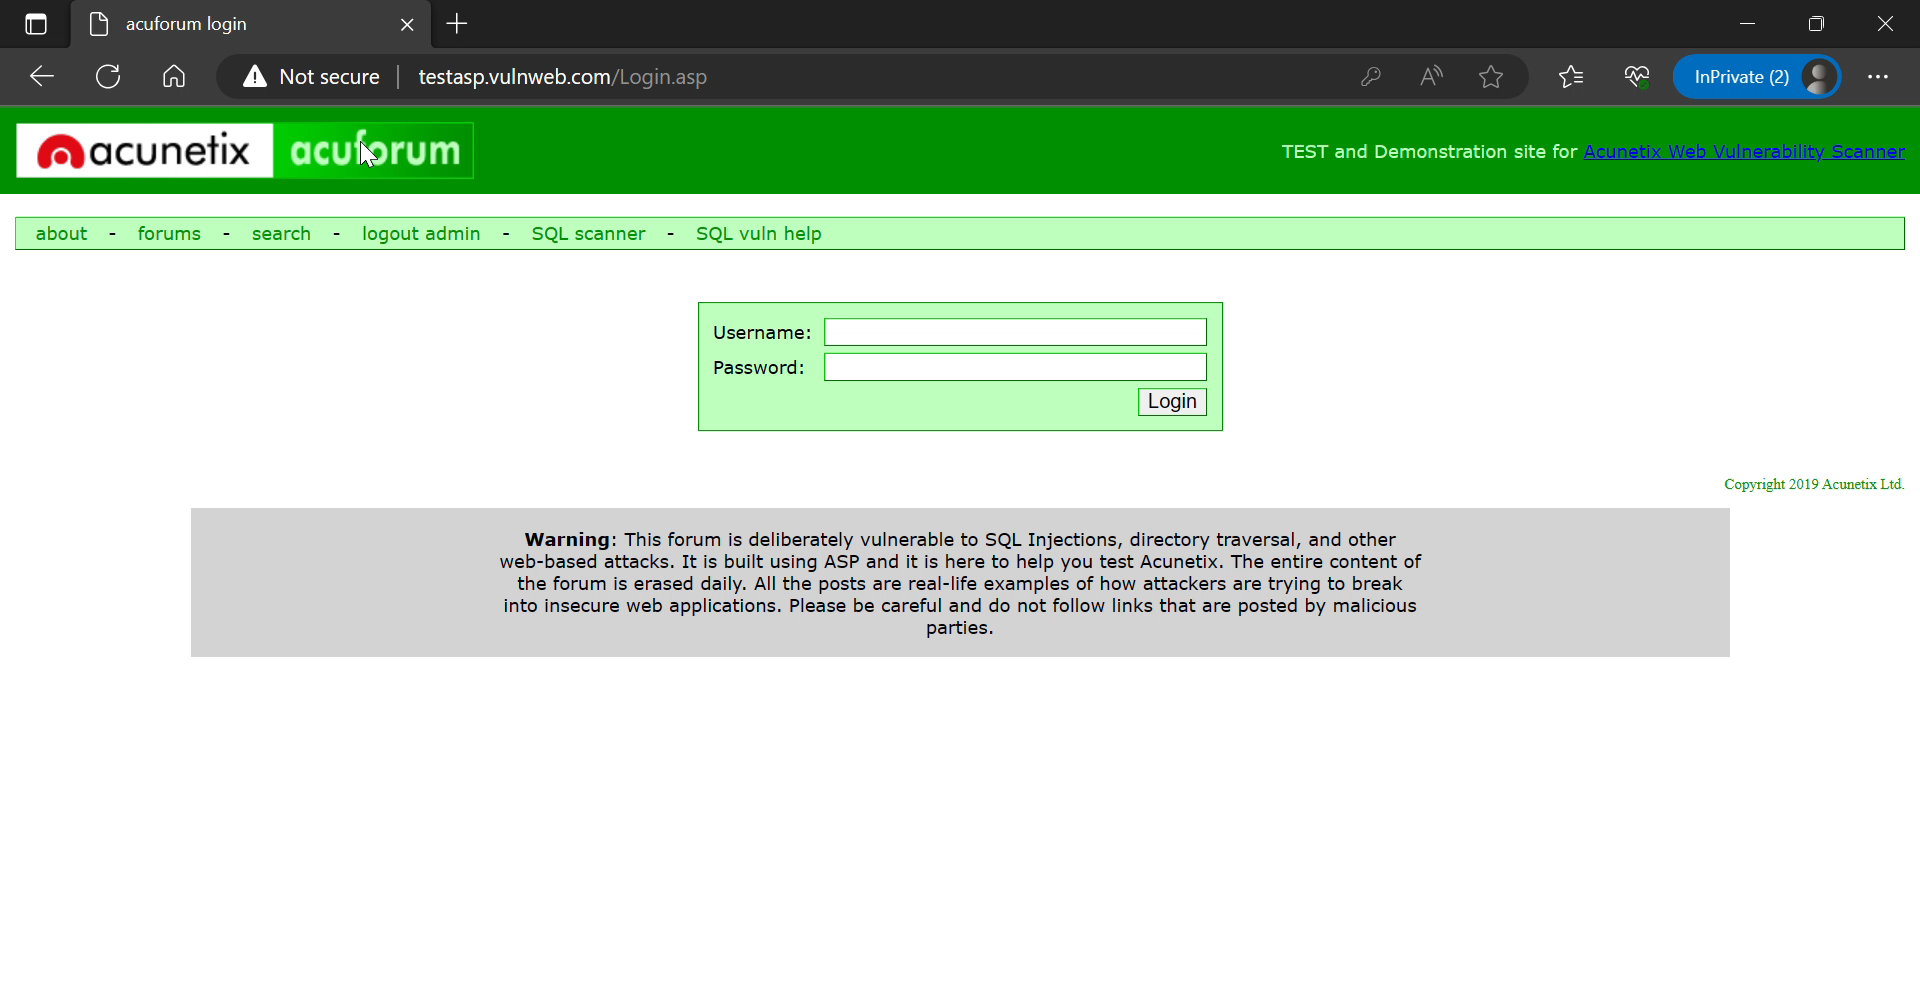 acuforum login
Not secure testasp.vulnweb.com/Login.asp InPrivate (2)
acunetix acuforum TEST and Demonstration site for Acunetix Web Vulnerability Scanner
about - forums - search - logout admin - SQL scanner - SQL vuln help
Username:
Password:
Login
Copyright 2019 Acunetix Ltd.
Warning: This forum is deliberately vulnerable to SQL Injections, directory traversal, and other
web-based attacks. It is built using ASP and it is here to help you test Acunetix. The entire content of
the forum is erased daily. All the posts are real-life examples of how attackers are trying to break
into insecure web applications. Please be careful and do not follow links that are posted by malicious
parties.